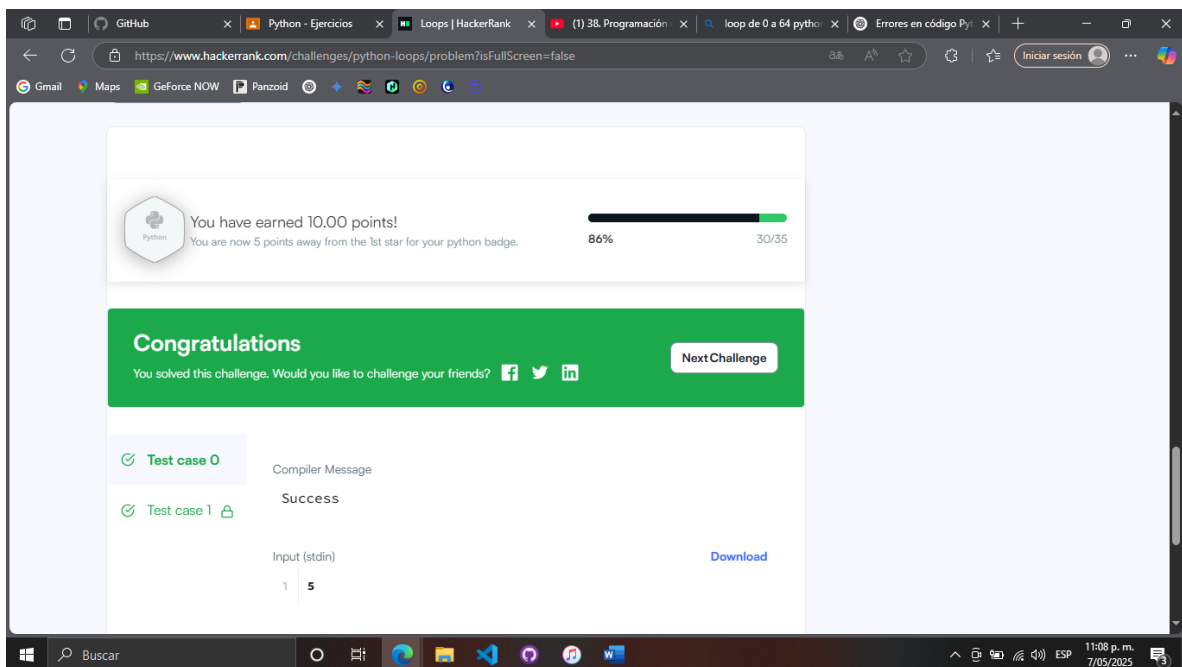 GitHub
Python - Ejercicios
Loops | HackerRank
(1) 38. Programación
loop de 0 a 64 python
Errores en código Pyt
https://www.hackerrank.com/challenges/python-loops/problem?isFullScreen=false
Iniciar sesión
Gmail
Maps
GeForce NOW
Panzoid
Python
You have earned 10.00 points!
You are now 5 points away from the 1st star for your python badge.
86%
30/35
Congratulations
You solved this challenge. Would you like to challenge your friends?
Next Challenge
Test case 0
Test case 1
Compiler Message
Success
Input (stdin)
Download
1 5
Buscar
ESP
11:08 p. m.
7/05/2025
3